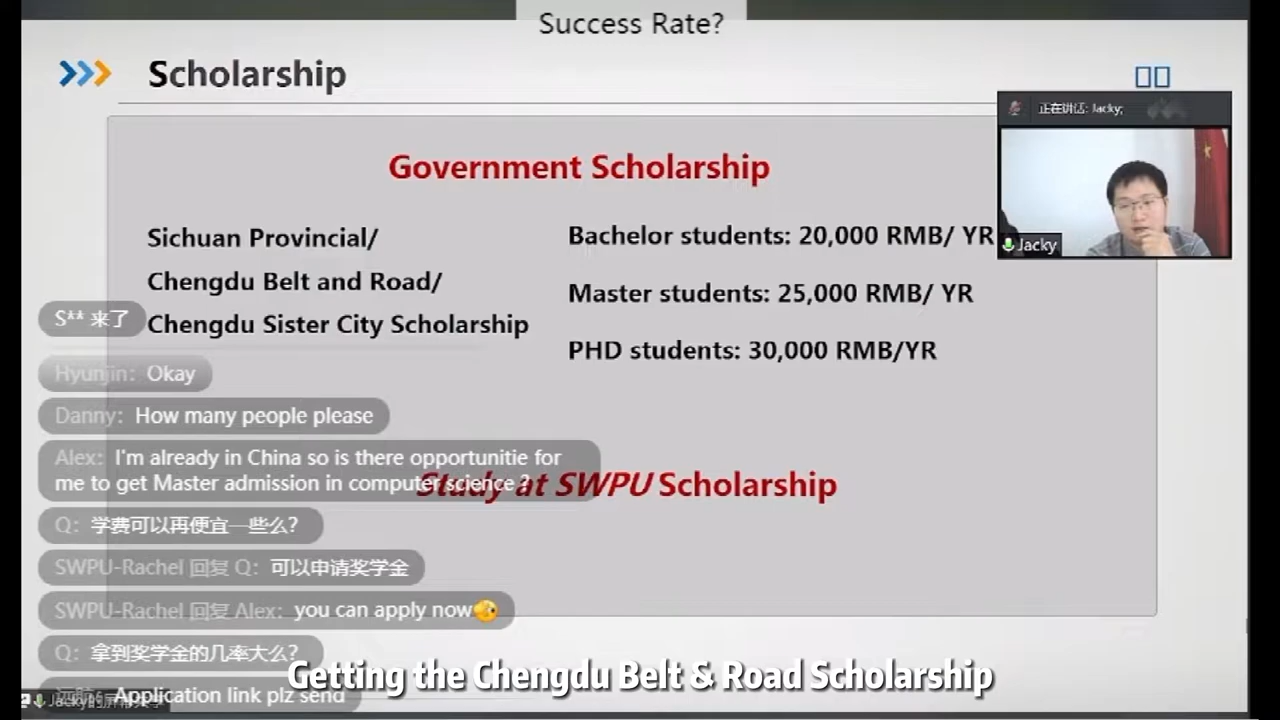 Success Rate?
Scholarship
正在讲话: Jacky;
Jacky
Government Scholarship
Sichuan Provincial/
Chengdu Belt and Road/
Chengdu Sister City Scholarship
Bachelor students: 20,000 RMB/ YR
Master students: 25,000 RMB/ YR
PHD students: 30,000 RMB/YR
Study at SWPU Scholarship
S** 来了
Hyunjin: Okay
Danny: How many people please
Alex: I'm already in China so is there opportunitie for
me to get Master admission in computer science ?
Q: 学费可以再便宜一些么?
SWPU-Rachel 回复 Q: 可以申请奖学金
SWPU-Rachel 回复 Alex: you can apply now
Q: 拿到奖学金的几率大么?
Application link plz send
Getting the Chengdu Belt & Road Scholarship